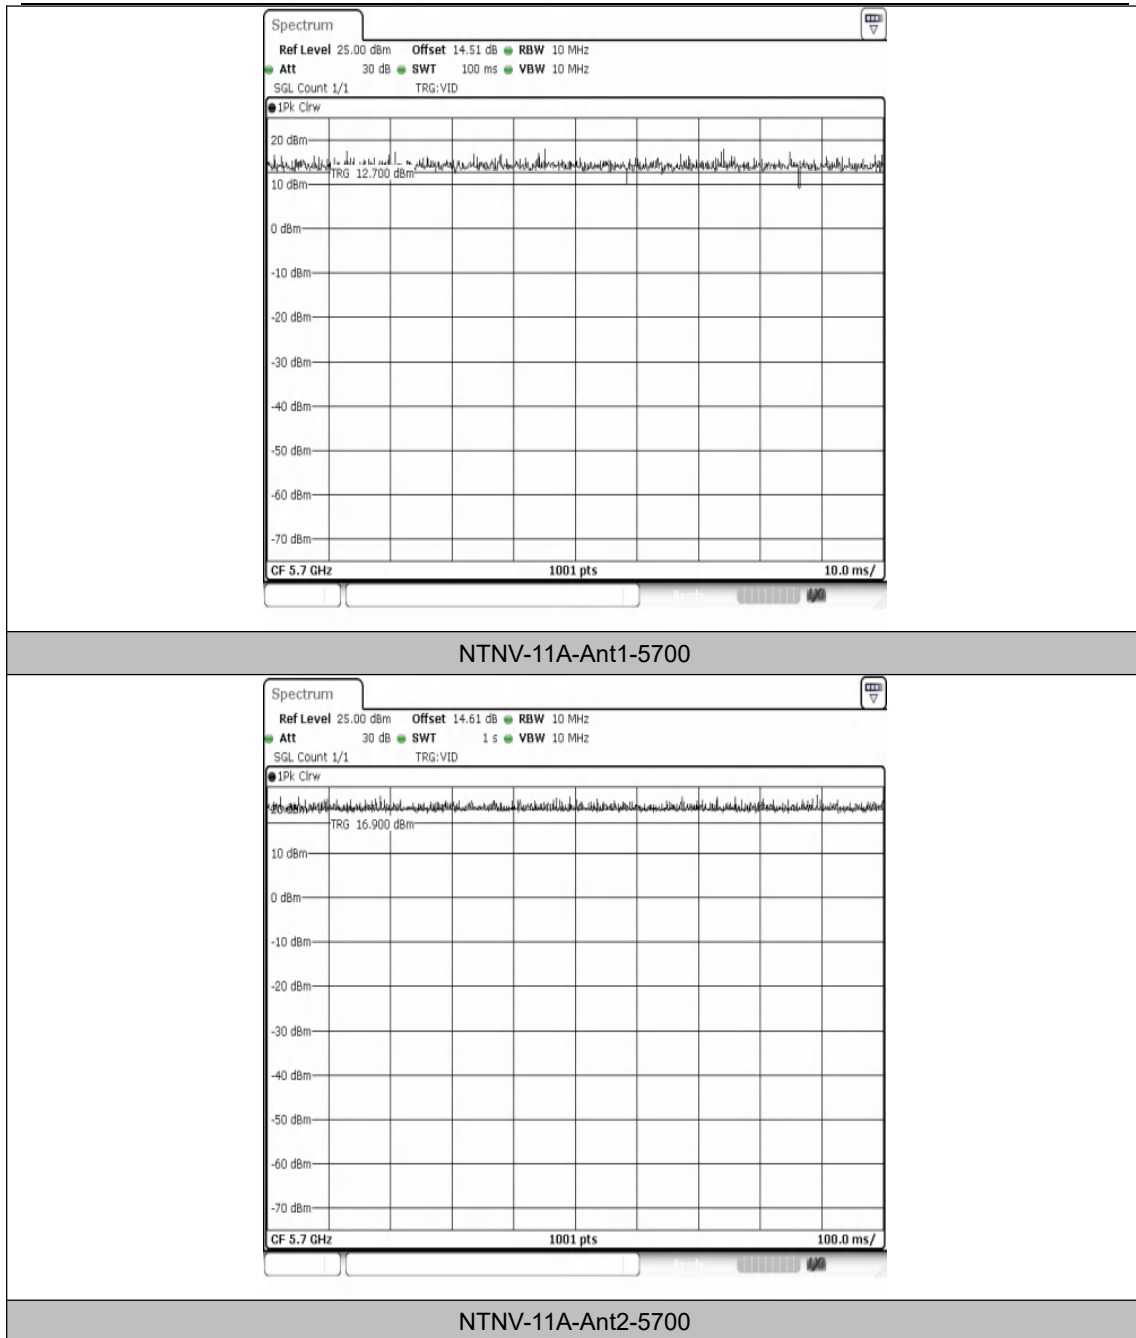 Spectrum
Ref Level 25.00 dBm Offset 14.51 dB RBW 10 MHz
Att 30 dB SWT 100 ms VBW 10 MHz
SGL Count 1/1 TRG:VID
1Pk Clrw
20 dBm
TRG 12.700 dBm
10 dBm
0 dBm
-10 dBm
-20 dBm
-30 dBm
-40 dBm
-50 dBm
-60 dBm
-70 dBm
CF 5.7 GHz 1001 pts 10.0 ms/
Ready
NTNV-11A-Ant1-5700
Spectrum
Ref Level 25.00 dBm Offset 14.61 dB RBW 10 MHz
Att 30 dB SWT 1 s VBW 10 MHz
SGL Count 1/1 TRG:VID
1Pk Clrw
20 dBm
TRG 16.900 dBm
10 dBm
0 dBm
-10 dBm
-20 dBm
-30 dBm
-40 dBm
-50 dBm
-60 dBm
-70 dBm
CF 5.7 GHz 1001 pts 100.0 ms/
NTNV-11A-Ant2-5700